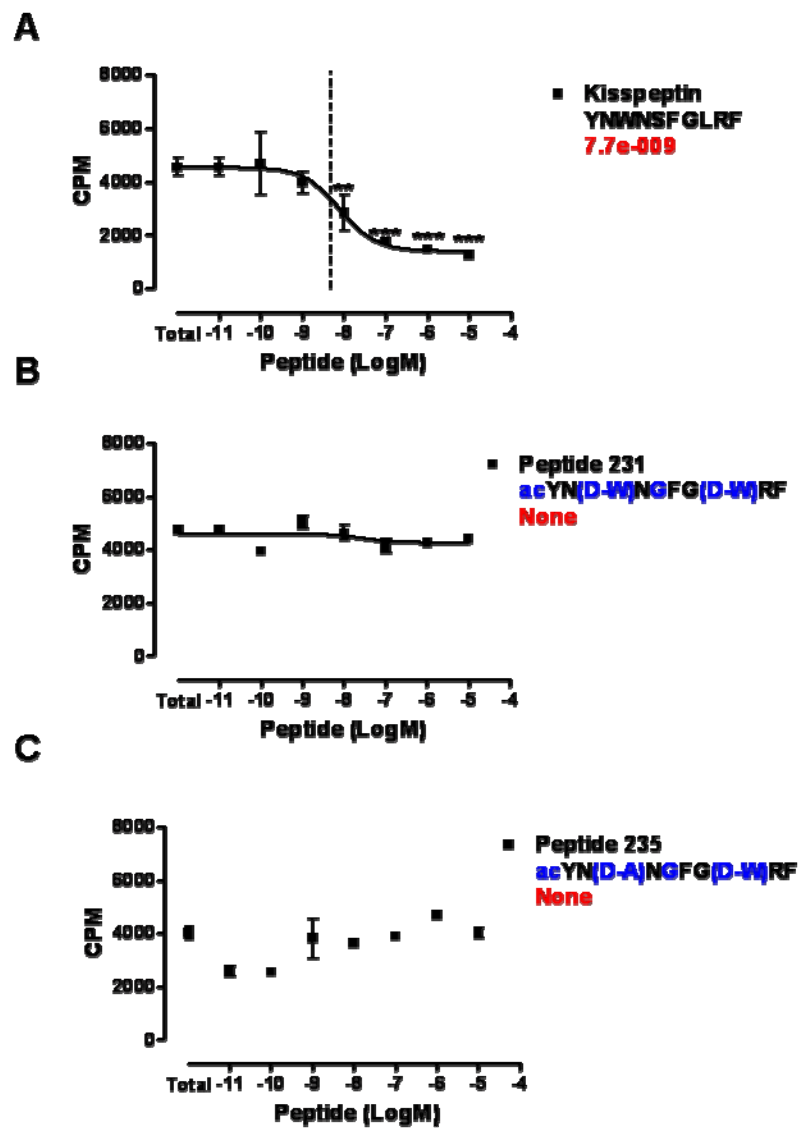 A
8000
6000
4000
2000
0
CPM
** *** *** ***
Total -11 -10 -9 -8 -7 -6 -5 -4
Peptide (LogM)
Kisspeptin
YNWNSFGLRF
7.7e-009
B
8000
6000
4000
2000
0
CPM
Total -11 -10 -9 -8 -7 -6 -5 -4
Peptide (LogM)
Peptide 231
acYN(D-W)NGFG(D-W)RF
None
C
8000
6000
4000
2000
0
CPM
Total -11 -10 -9 -8 -7 -6 -5 -4
Peptide (LogM)
Peptide 235
acYN(D-A)NGFG(D-W)RF
None